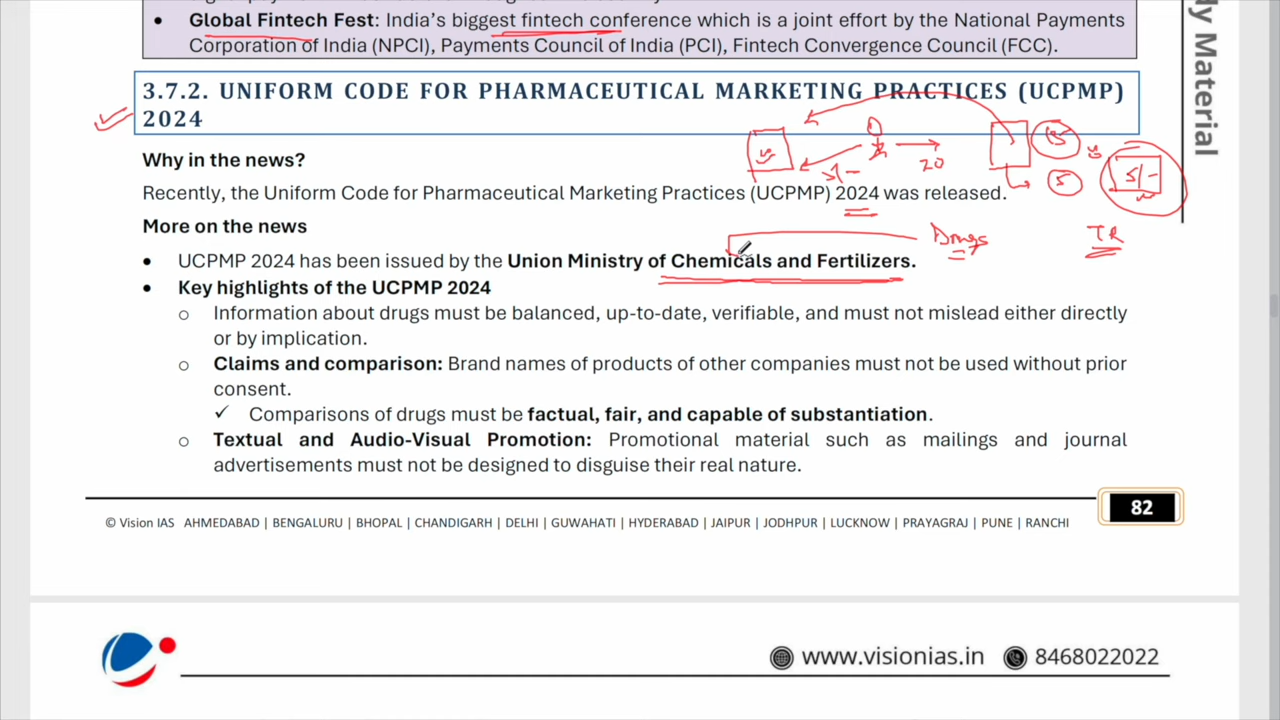 Global Fintech Fest: India's biggest fintech conference which is a joint effort by the National Payments
Corporation of India (NPCI), Payments Council of India (PCI), Fintech Convergence Council (FCC).
3.7.2. UNIFORM CODE FOR PHARMACEUTICAL MARKETING PRACTICES (UCPMP)
2024
15
20
5/-
5
5/-
Why in the news?
Recently, the Uniform Code for Pharmaceutical Marketing Practices (UCPMP) 2024 was released.
More on the news
Drugs
TR
• UCPMP 2024 has been issued by the Union Ministry of Chemicals and Fertilizers.
• Key highlights of the UCPMP 2024
o Information about drugs must be balanced, up-to-date, verifiable, and must not mislead either directly
or by implication.
o Claims and comparison: Brand names of products of other companies must not be used without prior
consent.
✓ Comparisons of drugs must be factual, fair, and capable of substantiation.
o Textual and Audio-Visual Promotion: Promotional material such as mailings and journal
advertisements must not be designed to disguise their real nature.
© Vision IAS AHMEDABAD | BENGALURU | BHOPAL | CHANDIGARH | DELHI | GUWAHATI | HYDERABAD | JAIPUR | JODHPUR | LUCKNOW | PRAYAGRAJ | PUNE | RANCHI
82
www.visionias.in 8468022022
Material